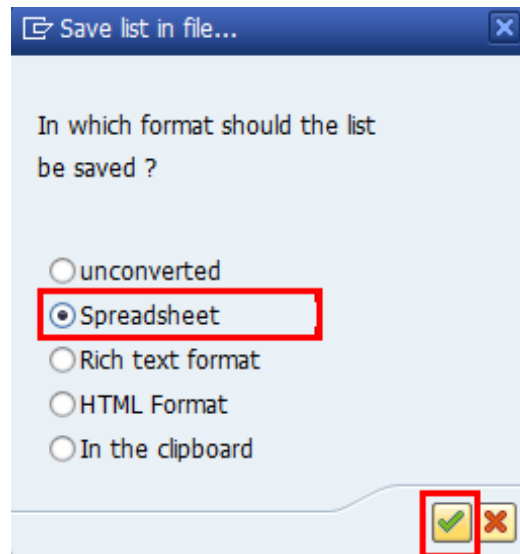 Save list in file...
In which format should the list
be saved ?
unconverted
Spreadsheet
Rich text format
HTML Format
In the clipboard